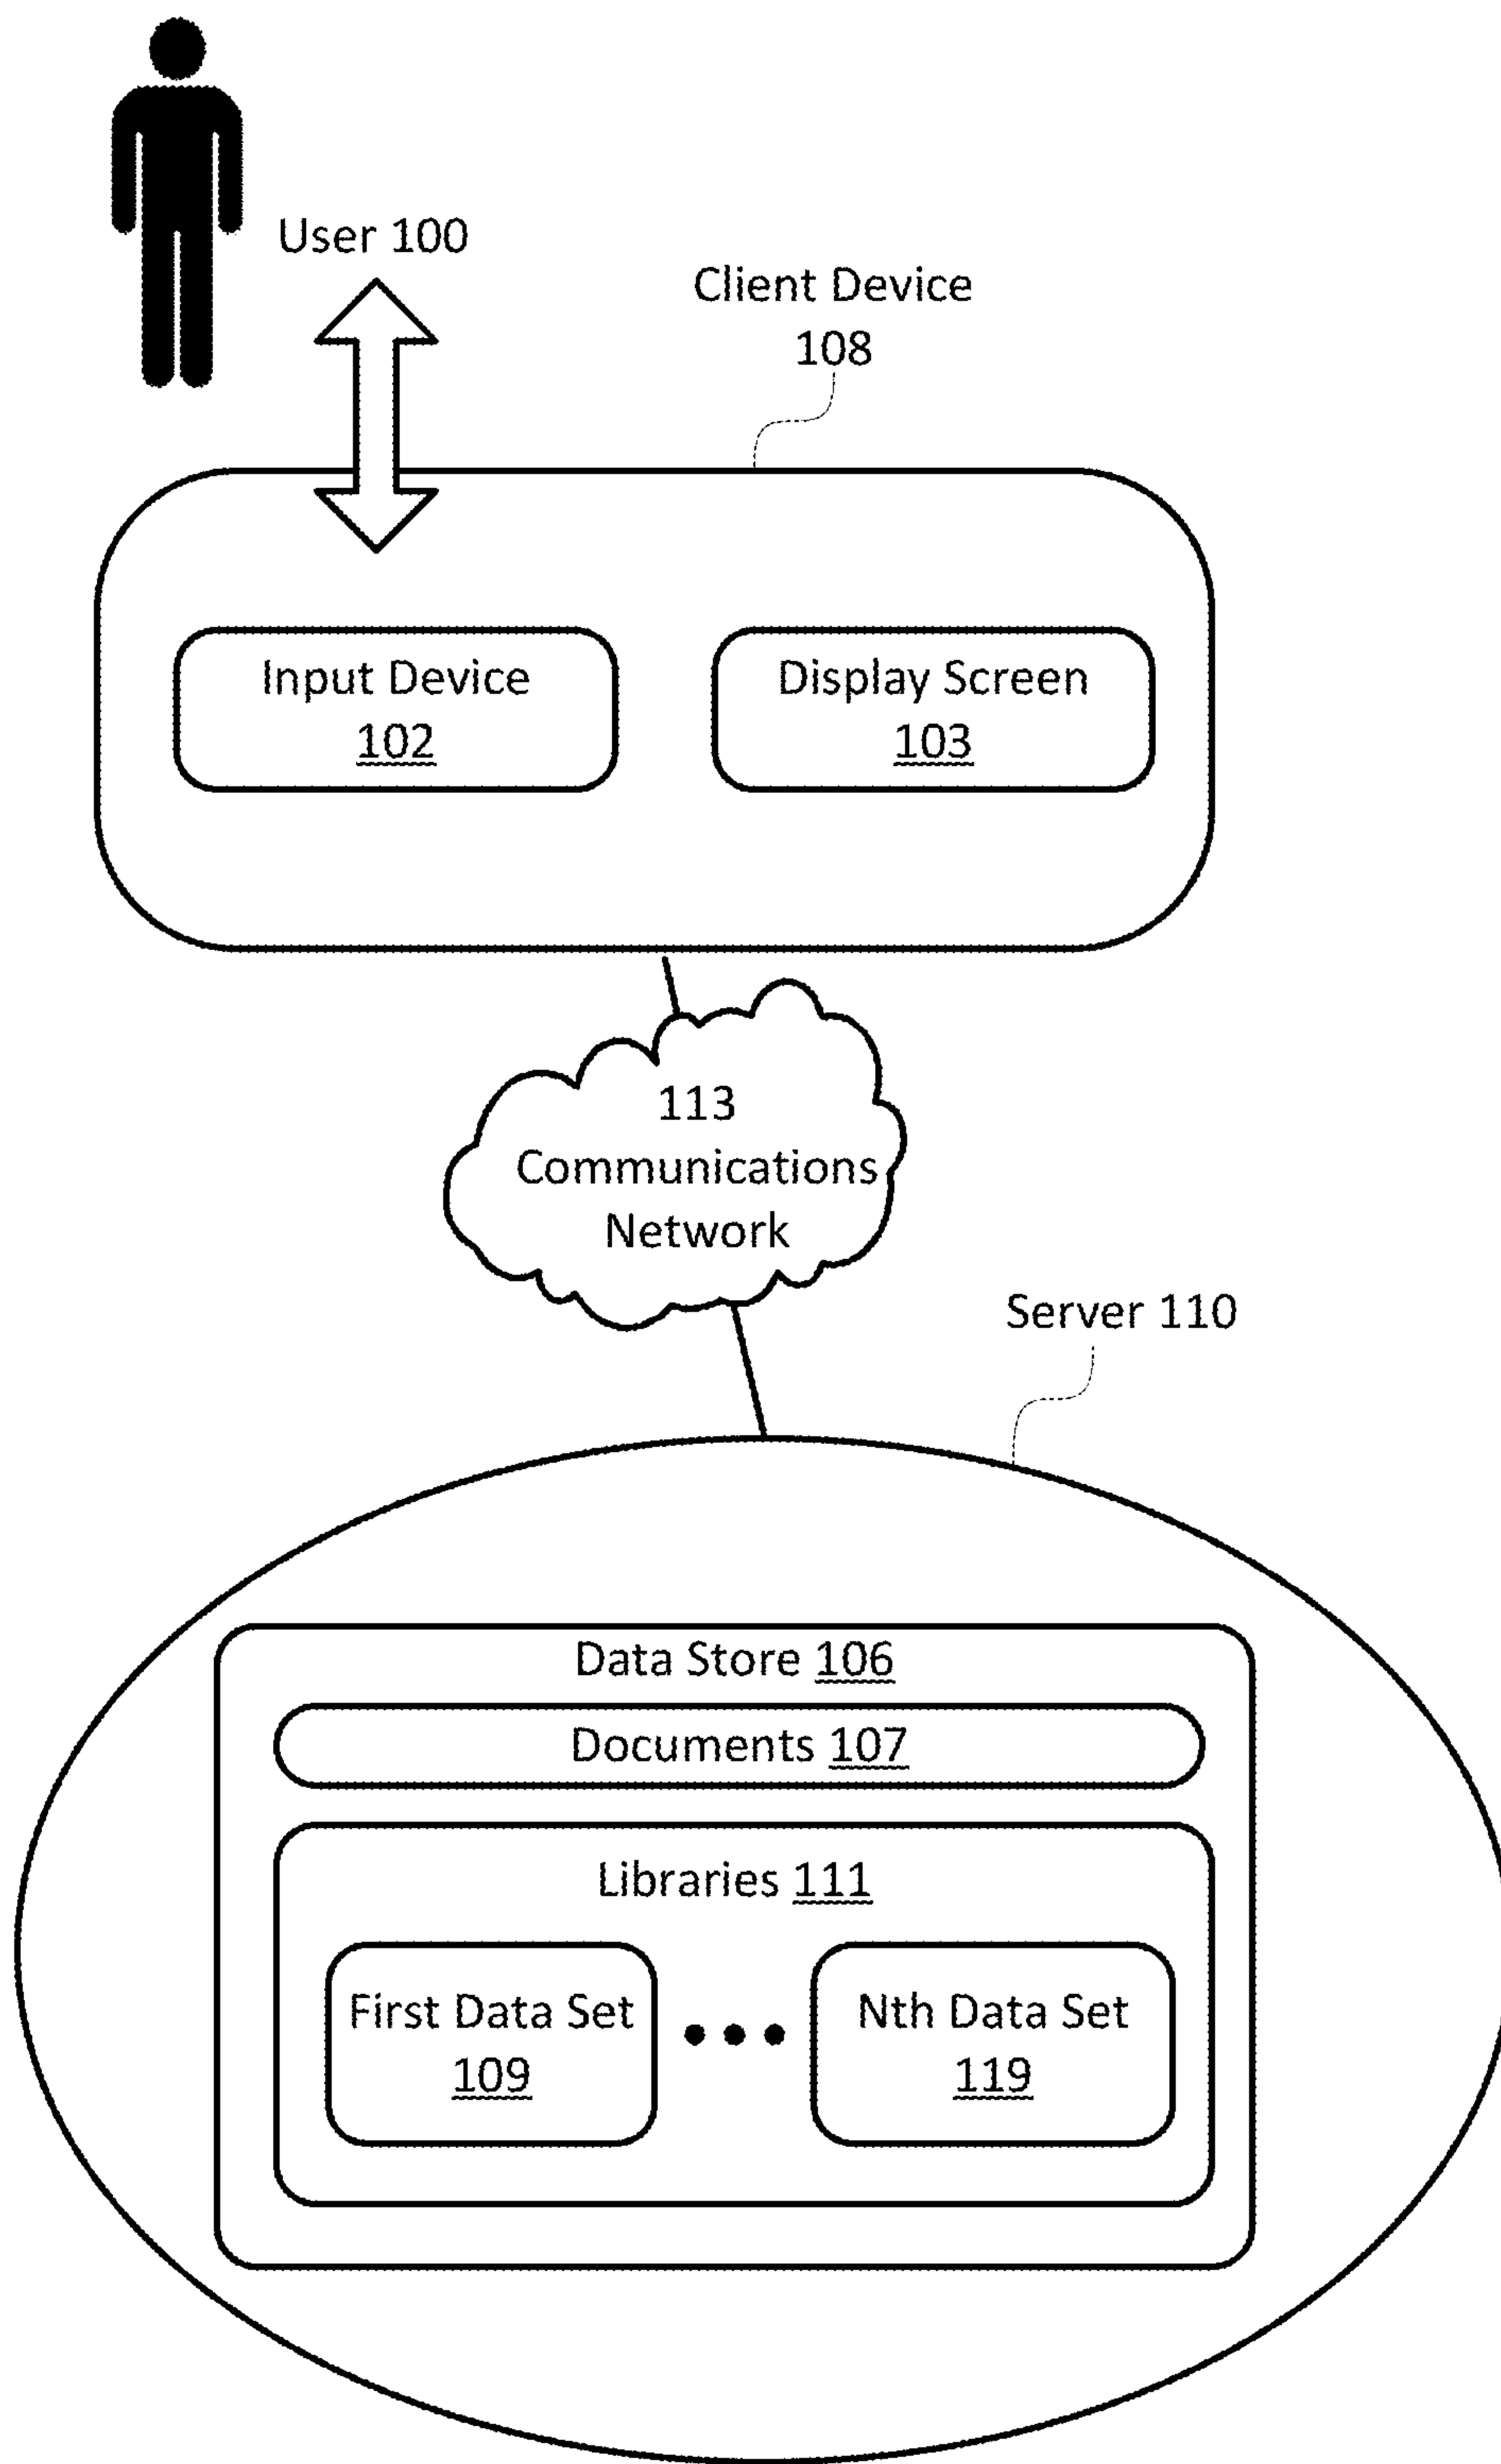 User 100
Client Device
108
Input Device
102
Display Screen
103
113
Communications
Network
Server 110
Data Store 106
Documents 107
Libraries 111
First Data Set
109
Nth Data Set
119